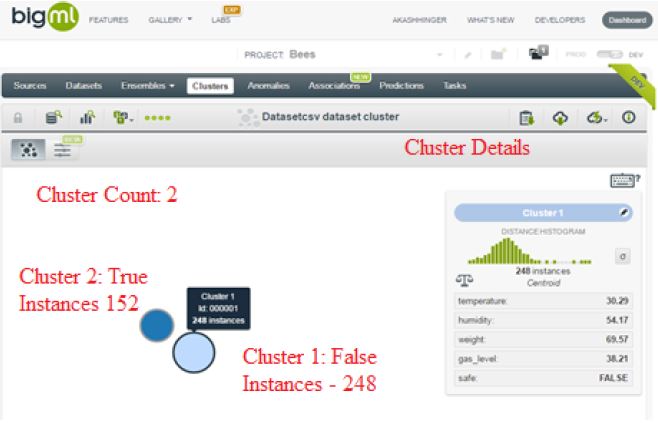 bigml FEATURES GALLERY LABS EXP AKASHHINGER WHAT'S NEW DEVELOPERS Dashboard
PROJECT: Bees PROD DEV
Sources Datasets Ensembles Clusters Anomalies Associations NEW Predictions Tasks DEV
Datasetcsv dataset cluster
BETA
Cluster Details
?
Cluster Count: 2
Cluster 1
DISTANCE HISTOGRAM
σ
248 instances
Centroid
temperature: 30.29
humidity: 54.17
weight: 69.57
gas_level: 38.21
safe: FALSE
Cluster 2: True
Instances 152
Cluster 1
Id: 000001
248 instances
Cluster 1: False
Instances - 248